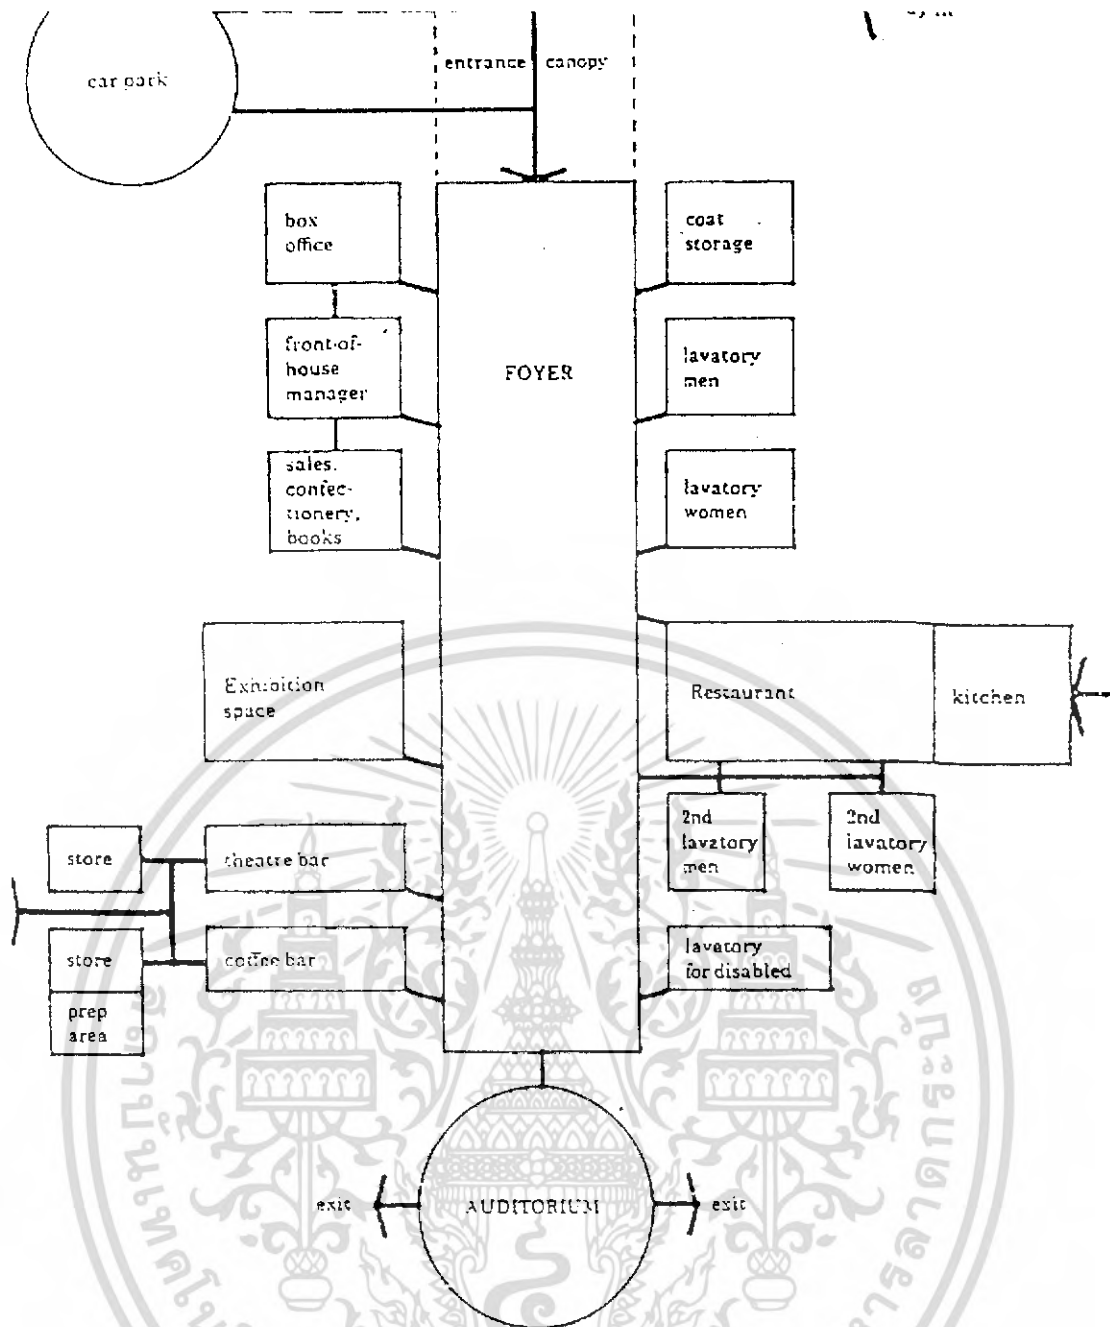 car park
entrance canopy
box
office
coat
storage
front-of-
house
manager
FOYER
lavatory
men
sales,
confec-
tionery,
books
lavatory
women
Exhibition
space
Restaurant
kitchen
2nd
lavatory
men
2nd
lavatory
women
store
theatre bar
store
coffee bar
lavatory
for disabled
prep
area
exit
AUDITORIUM
exit